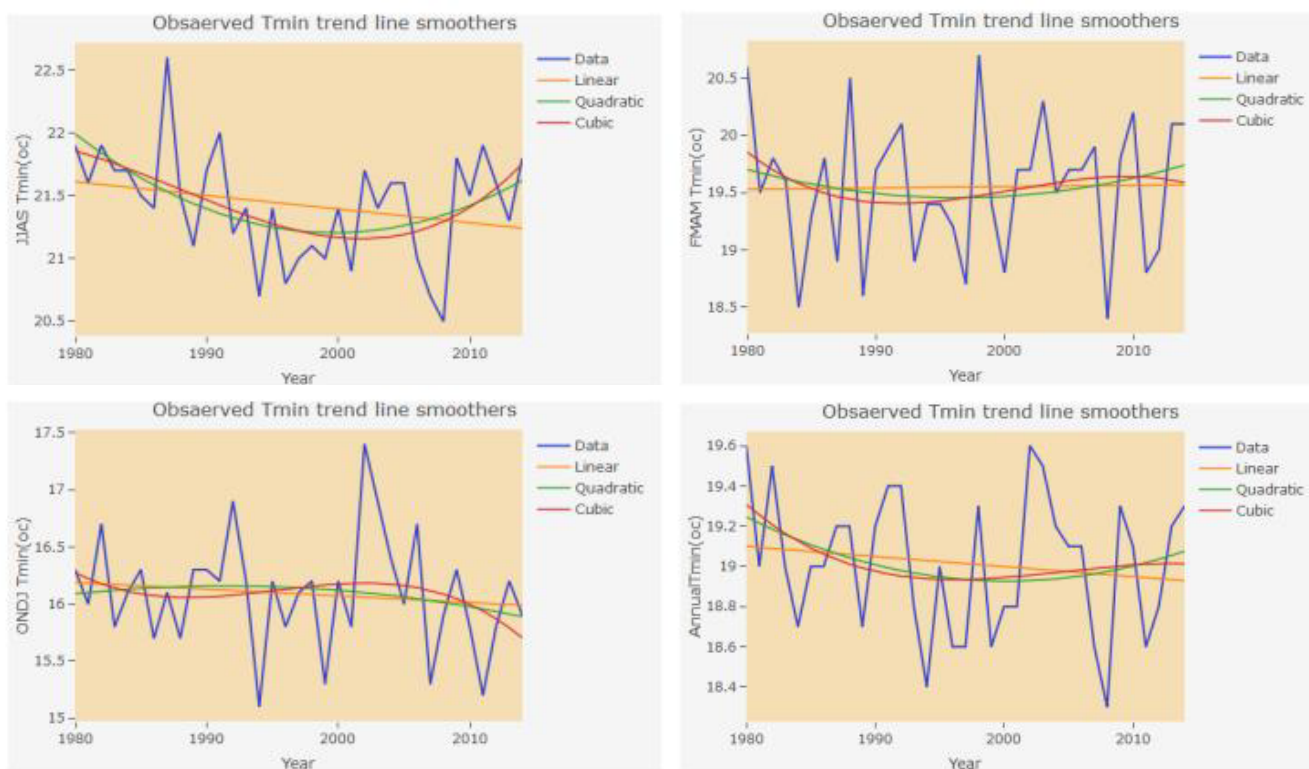 Obsaerved Tmin trend line smoothers
22.5
22
21.5
21
20.5
JJAS Tmin(oc)
1980
1990
2000
2010
Year
Data
Linear
Quadratic
Cubic
Obsaerved Tmin trend line smoothers
20.5
20
19.5
19
18.5
FMAM Tmin(oc)
1980
1990
2000
2010
Year
Data
Linear
Quadratic
Cubic
Obsaerved Tmin trend line smoothers
17.5
17
16.5
16
15.5
15
ONDJ Tmin(oc)
1980
1990
2000
2010
Year
Data
Linear
Quadratic
Cubic
Obsaerved Tmin trend line smoothers
19.6
19.4
19.2
19
18.8
18.6
18.4
AnnualTmin(oc)
1980
1990
2000
2010
Year
Data
Linear
Quadratic
Cubic